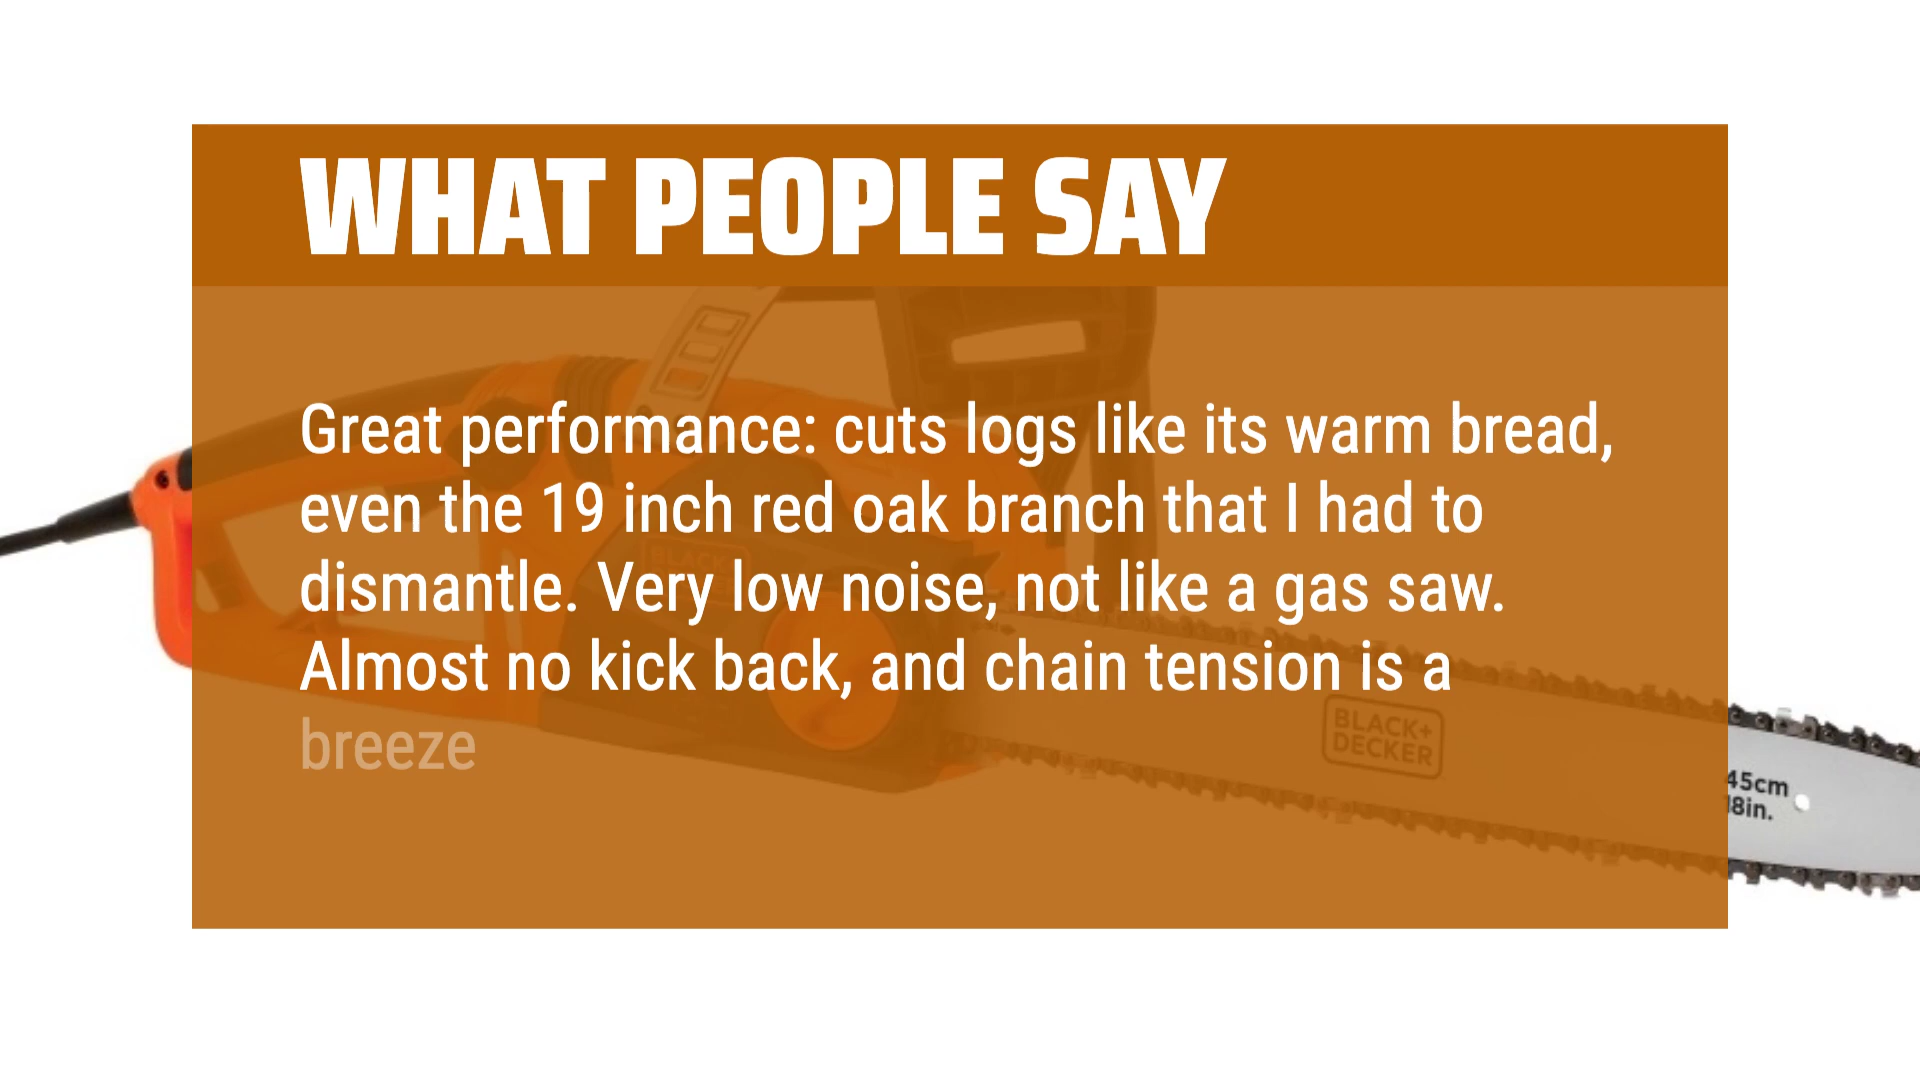 WHAT PEOPLE SAY
Great performance: cuts logs like its warm bread,
even the 19 inch red oak branch that I had to
dismantle. Very low noise, not like a gas saw.
Almost no kick back, and chain tension is a
breeze
BLACK+
BLACK+
DECKER
45cm
18in.